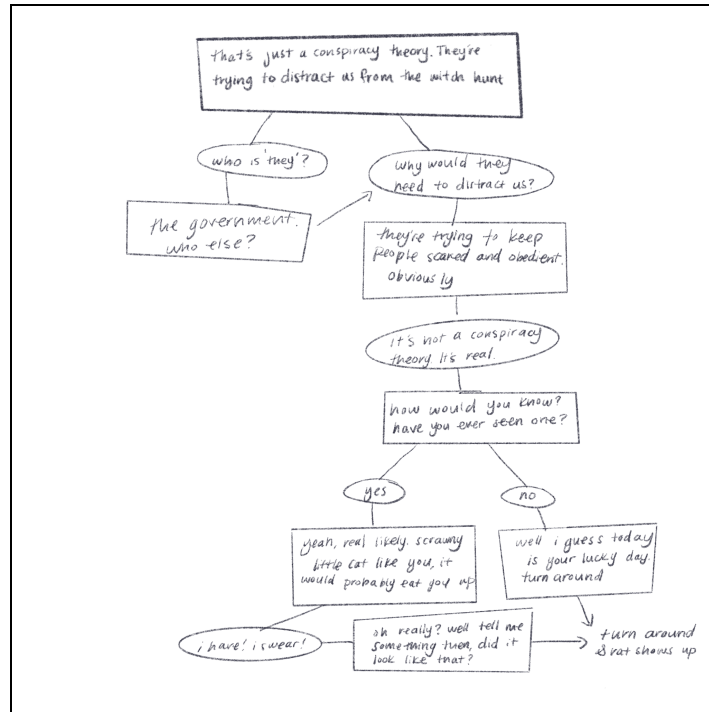 that's just a conspiracy theory. They're
trying to distract us from the witch hunt
who is 'they'?
why would they
need to distract us?
the government.
who else?
they're trying to keep
people scared and obedient.
obviously
it's not a conspiracy
theory. It's real.
how would you know?
have you ever seen one?
yes
no
yeah, real likely. scrawny
little cat like you, it
would probably eat you up
well i guess today
is your lucky day.
turn around
i have! i swear!
oh really? well tell me
something then, did it
look like that?
turn around
& rat shows up